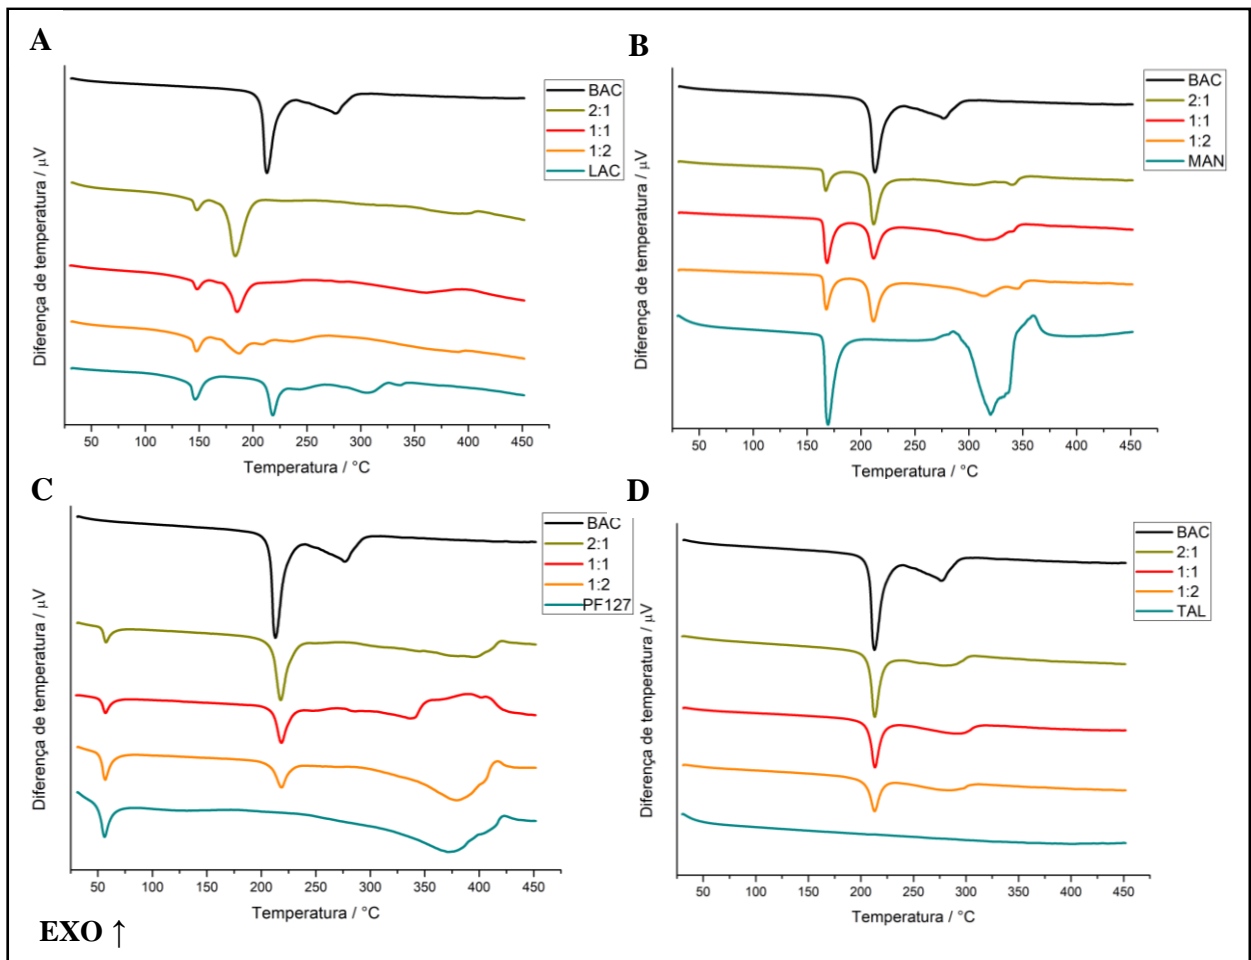 A
BAC
2:1
1:1
1:2
LAC
Diferença de temperatura / µV
50 100 150 200 250 300 350 400 450
Temperatura / °C
B
BAC
2:1
1:1
1:2
MAN
Diferença de temperatura / µV
50 100 150 200 250 300 350 400 450
Temperatura / °C
C
BAC
2:1
1:1
1:2
PF127
Diferença de temperatura / µV
50 100 150 200 250 300 350 400 450
Temperatura / °C
D
BAC
2:1
1:1
1:2
TAL
Diferença de temperatura / µV
50 100 150 200 250 300 350 400 450
Temperatura / °C
EXO ↑